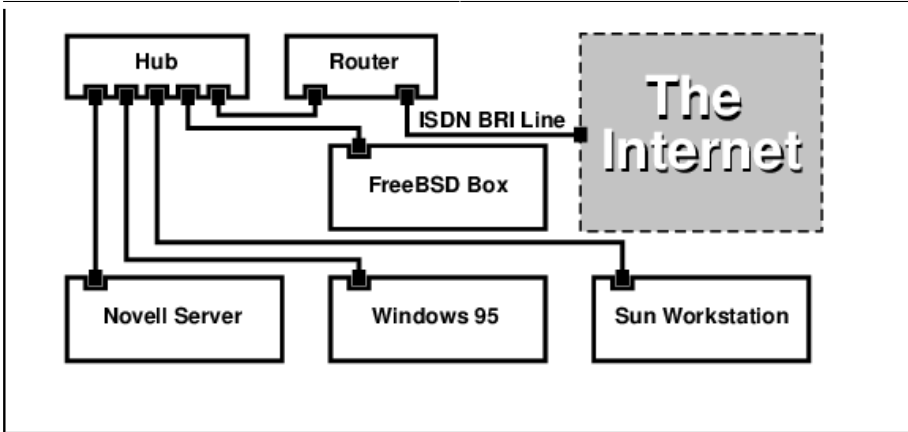 Hub
Router
The
Internet
ISDN BRI Line
FreeBSD Box
Novell Server
Windows 95
Sun Workstation